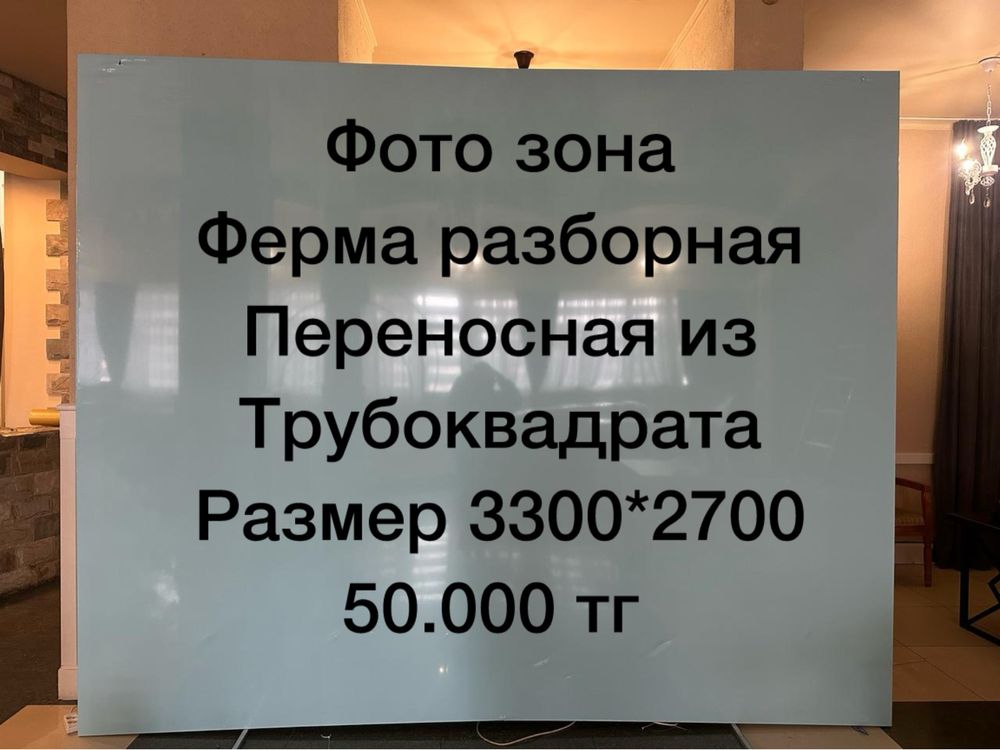 Фото зона
Ферма разборная
Переносная из
Трубоквадрата
Размер 3300*2700
50.000 тг